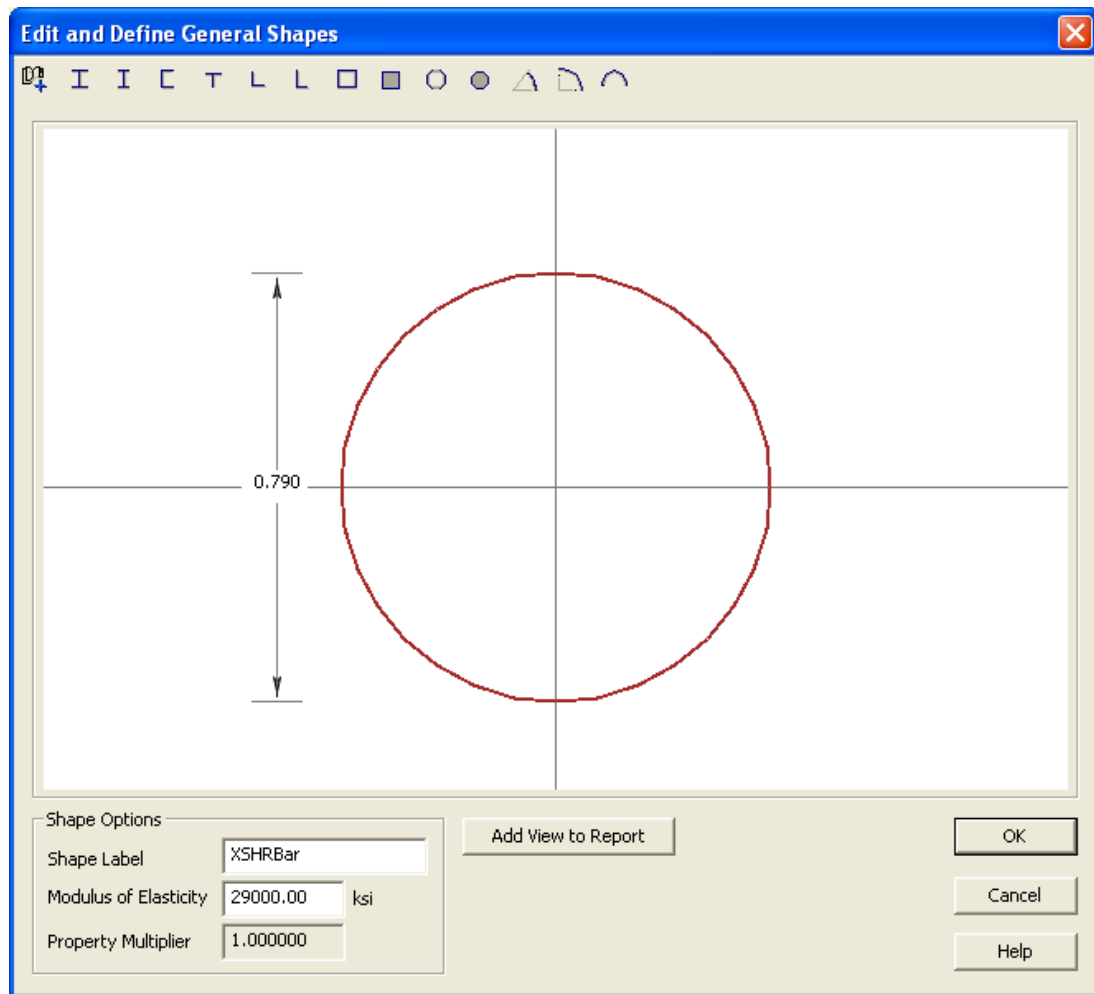 Edit and Define General Shapes
0.790
Shape Options
Shape Label XSHRBar
Modulus of Elasticity 29000.00 ksi
Property Multiplier 1.000000
Add View to Report
OK
Cancel
Help